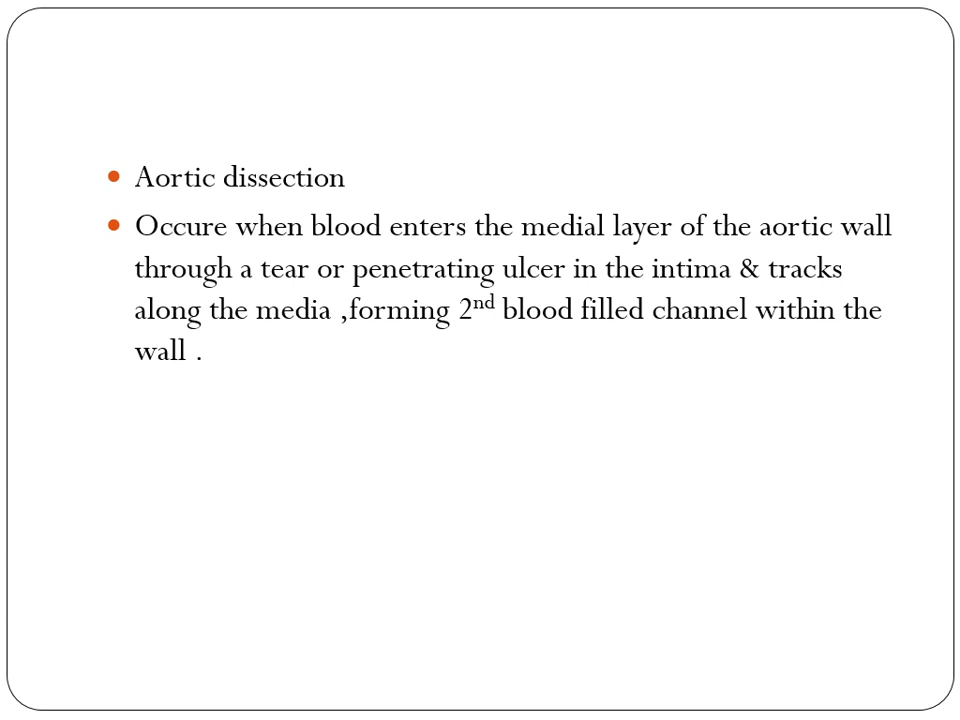 Aortic dissection
Occure when blood enters the medial layer of the aortic wall
through a tear or penetrating ulcer in the intima & tracks
along the media ,forming 2nd blood filled channel within the
wall .